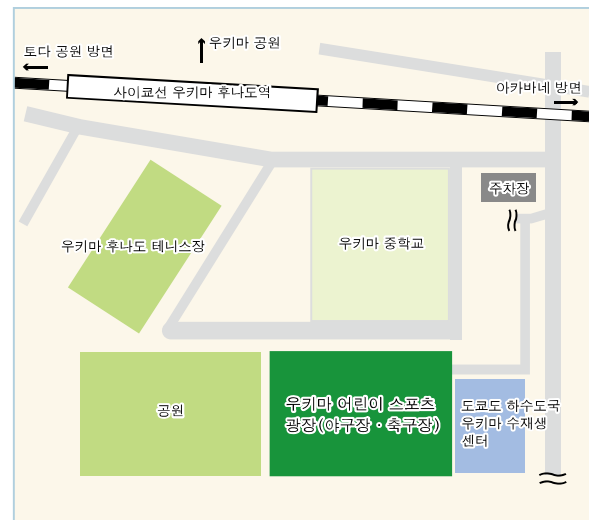 우키마 공원
토다 공원 방면
아카바네 방면
사이쿄선 우키마 후나도역
주차장
우키마 후나도 테니스장
우키마 중학교
공원
우키마 어린이 스포츠
광장(야구장・축구장)
도쿄도 하수도국
우키마 수재생
센터